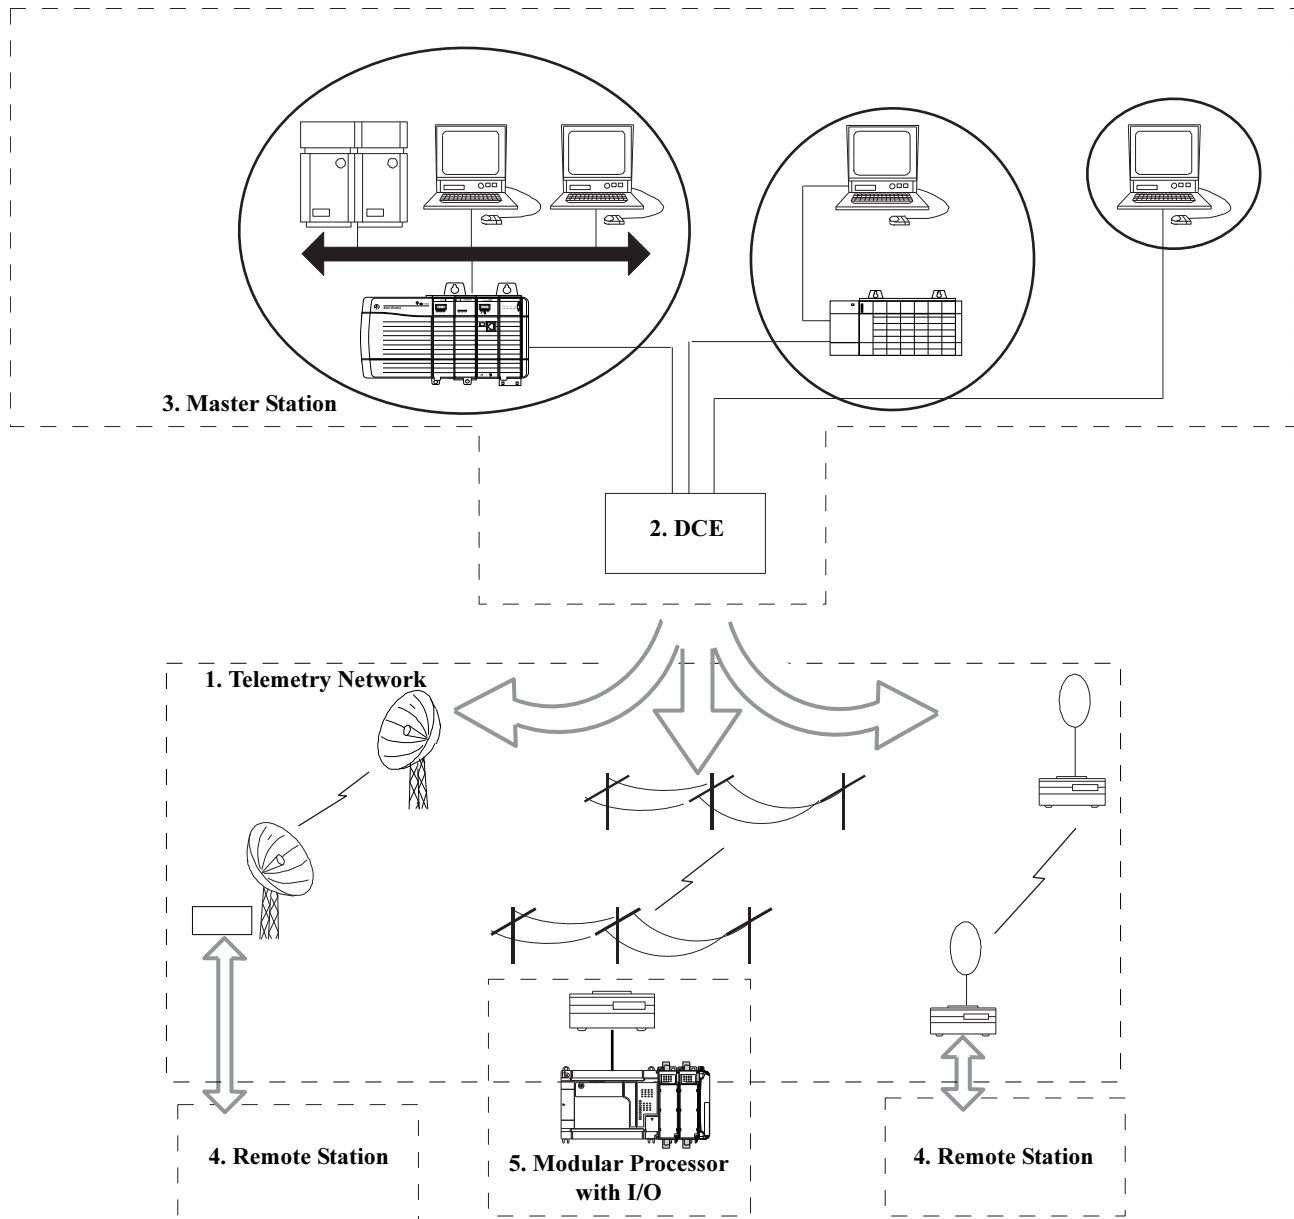 3. Master Station
2. DCE
1. Telemetry Network
4. Remote Station
5. Modular Processor
with I/O
4. Remote Station